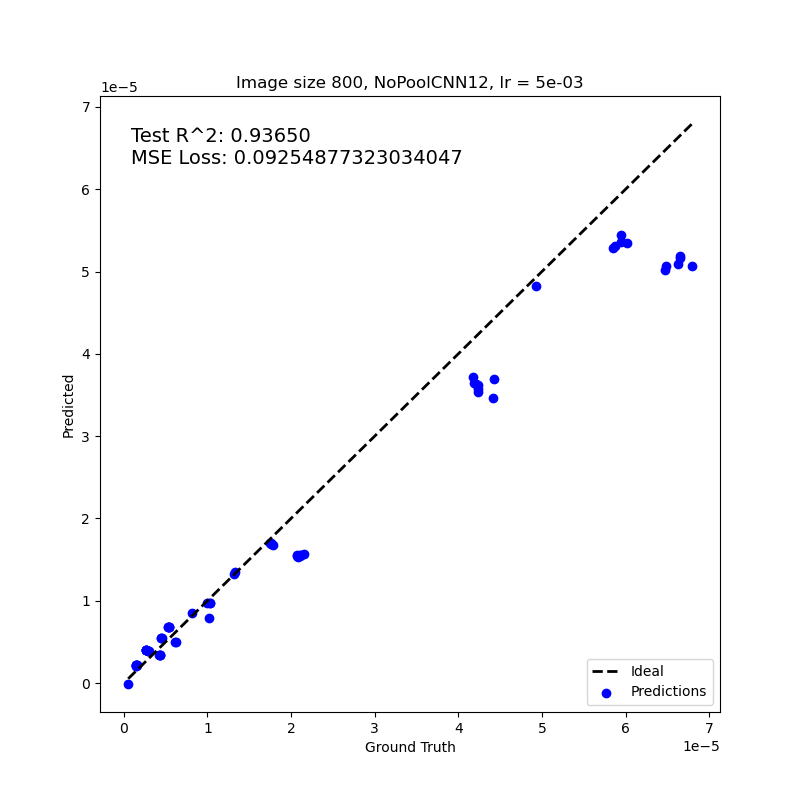 Image size 800, NoPoolCNN12, lr = 5e-03
1e−5
Test R^2: 0.93650
MSE Loss: 0.09254877323034047
7
6
5
4
3
2
1
0
Predicted
Ideal
Predictions
0 1 2 3 4 5 6 7
Ground Truth
1e−5